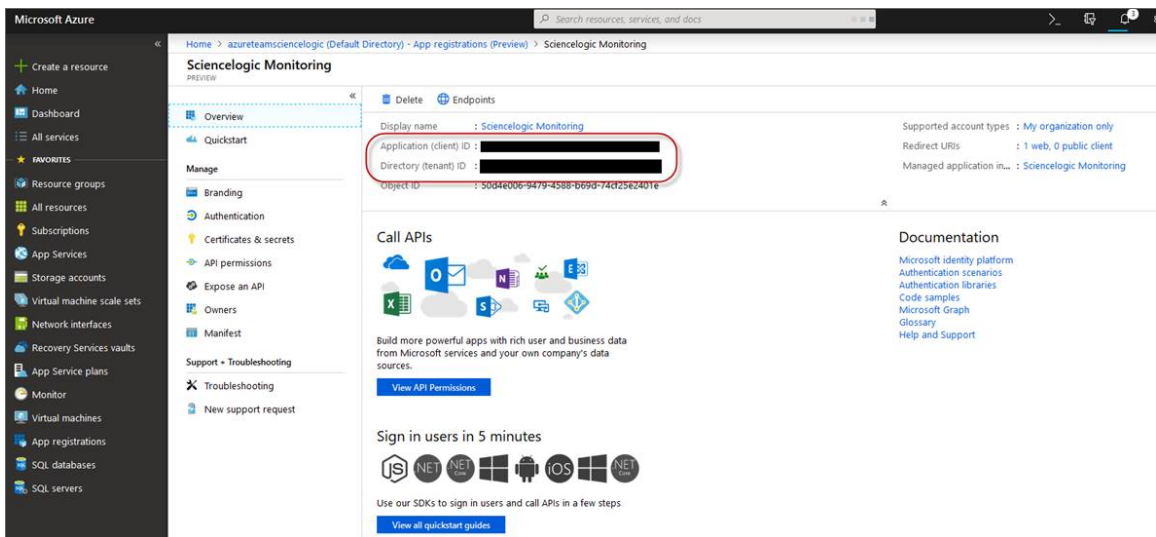 Microsoft Azure
Search resources, services, and docs
3
Home > azureteamsciencelogic (Default Directory) - App registrations (Preview) > Sciencelogic Monitoring
Sciencelogic Monitoring
PREVIEW
Create a resource
Home
Dashboard
All services
FAVORITES
Resource groups
All resources
Subscriptions
App Services
Storage accounts
Virtual machine scale sets
Network interfaces
Recovery Services vaults
App Service plans
Monitor
Virtual machines
App registrations
SQL databases
SQL servers
Overview
Quickstart
Manage
Branding
Authentication
Certificates & secrets
API permissions
Expose an API
Owners
Manifest
Support + Troubleshooting
Troubleshooting
New support request
Delete
Endpoints
Display name : Sciencelogic Monitoring
Application (client) ID :
Directory (tenant) ID :
Object ID : 50d4e006-9479-4588-b69d-74cf25e2401e
Supported account types : My organization only
Redirect URIs : 1 web, 0 public client
Managed application in... : Sciencelogic Monitoring
Call APIs
Build more powerful apps with rich user and business data
from Microsoft services and your own company's data
sources.
View API Permissions
Sign in users in 5 minutes
JS .NET .NET Core iOS .NET Core
Use our SDKs to sign in users and call APIs in a few steps
View all quickstart guides
Documentation
Microsoft identity platform
Authentication scenarios
Authentication libraries
Code samples
Microsoft Graph
Glossary
Help and Support